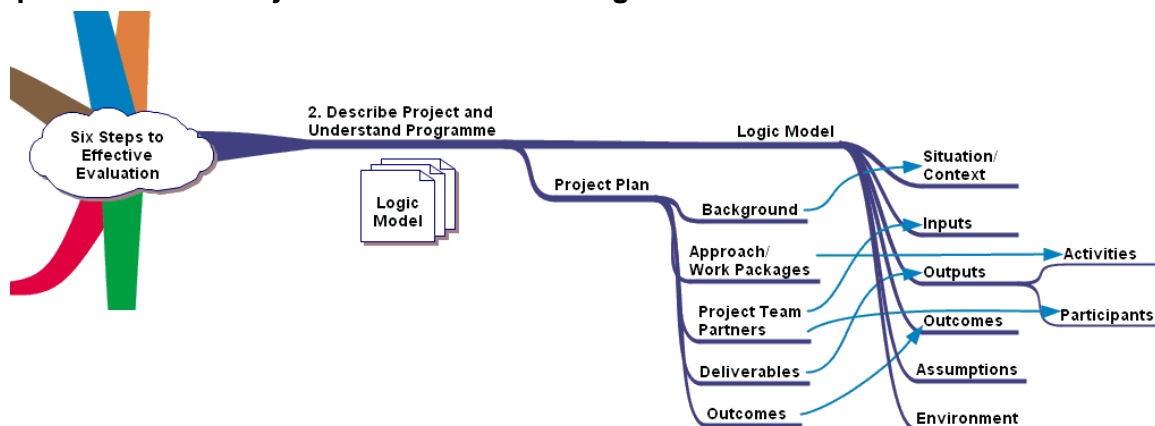 Six Steps to
Effective
Evaluation
2. Describe Project and
Understand Programme
Logic
Model
Project Plan
Background
Approach/
Work Packages
Project Team
Partners
Deliverables
Outcomes
Logic Model
Situation/
Context
Inputs
Outputs
Activities
Participants
Outcomes
Assumptions
Environment